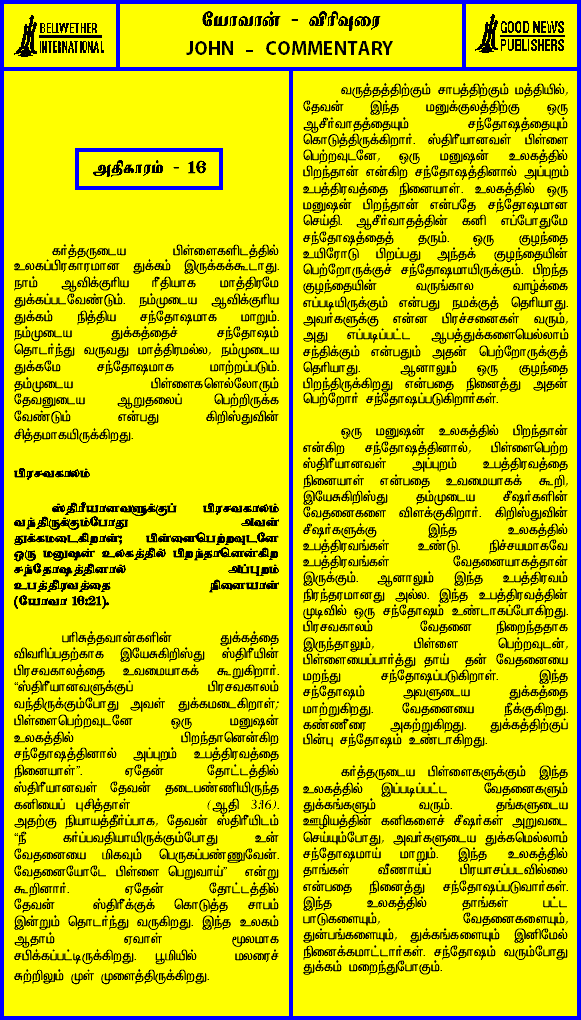 BELWETHER
INTERNATIONAL
யோவான் - விரிவுரை
JOHN - COMMENTARY
GOOD NEWS
PUBLISHERS
அதிகாரம் - 16
கர்த்தருடைய பிள்ளைகளிடத்தில்
உலகப்பிரகாரமான துக்கம் இருக்கக்கூடாது.
நாம் ஆவிக்குரிய ரீதியாக மாத்திரமே
துக்கப்படவேண்டும். நம்முடைய ஆவிக்குரிய
துக்கம் நித்திய சந்தோஷமாக மாறும்.
நம்முடைய துக்கத்தைச் சந்தோஷம்
தொடர்ந்து வருவது மாத்திரமல்ல, நம்முடைய
துக்கமே சந்தோஷமாக மாற்றப்படும்.
தம்முடைய பிள்ளைகளெல்லோரும்
தேவனுடைய ஆறுதலைப் பெற்றிருக்க
வேண்டும் என்பது கிறிஸ்துவின்
சித்தமாகயிருக்கிறது.
பிரசவகாலம்
ஸ்திரீயானவளுக்குப் பிரசவகாலம்
வந்திருக்கும்போது அவள்
துக்கமடைகிறாள்; பிள்ளைபெற்றவுடனே
ஒரு மனுஷன் உலகத்தில் பிறந்தானென்கிற
சந்தோஷத்தினால் அப்புறம்
உபத்திரவத்தை நினையாள்
(யோவா 16:21).
பரிசுத்தவான்களின் துக்கத்தை
விவரிப்பதற்காக இயேசுகிறிஸ்து ஸ்திரீயின்
பிரசவகாலத்தை உவமையாகக் கூறுகிறார்.
“ஸ்திரீயானவளுக்குப் பிரசவகாலம்
வந்திருக்கும்போது அவள் துக்கமடைகிறாள்;
பிள்ளைபெற்றவுடனே ஒரு மனுஷன்
உலகத்தில் பிறந்தானென்கிற
சந்தோஷத்தினால் அப்புறம் உபத்திரவத்தை
நினையாள்”. ஏதேன் தோட்டத்தில்
ஸ்திரீயானவள் தேவன் தடைபண்ணியிருந்த
கனியைப் புசித்தாள் (ஆதி 3:16).
அதற்கு நியாயத்தீர்ப்பாக, தேவன் ஸ்திரீயிடம்
“நீ கர்ப்பவதியாயிருக்கும்போது உன்
வேதனையை மிகவும் பெருகப்பண்ணுவேன்.
வேதனையோடே பிள்ளை பெறுவாய்” என்று
கூறினார். ஏதேன் தோட்டத்தில்
தேவன் ஸ்திரீக்குக் கொடுத்த சாபம்
இன்றும் தொடர்ந்து வருகிறது. இந்த உலகம்
ஆதாம் ஏவாள் மூலமாக
சபிக்கப்பட்டிருக்கிறது. பூமியில் மலரைச்
சுற்றிலும் முள் முளைத்திருக்கிறது.
வருத்தத்திற்கும் சாபத்திற்கும் மத்தியில்,
தேவன் இந்த மனுக்குலத்திற்கு ஒரு
ஆசீர்வாதத்தையும் சந்தோஷத்தையும்
கொடுத்திருக்கிறார். ஸ்திரீயானவள் பிள்ளை
பெற்றவுடனே, ஒரு மனுஷன் உலகத்தில்
பிறந்தான் என்கிற சந்தோஷத்தினால் அப்புறம்
உபத்திரவத்தை நினையாள். உலகத்தில் ஒரு
மனுஷன் பிறந்தான் என்பதே சந்தோஷமான
செய்தி. ஆசீர்வாதத்தின் கனி எப்போதுமே
சந்தோஷத்தைத் தரும். ஒரு குழந்தை
உயிரோடு பிறப்பது அந்தக் குழந்தையின்
பெற்றோருக்குச் சந்தோஷமாயிருக்கும். பிறந்த
குழந்தையின் வருங்கால வாழ்க்கை
எப்படியிருக்கும் என்பது நமக்குத் தெரியாது.
அவர்களுக்கு என்ன பிரச்சனைகள் வரும்,
அது எப்படிப்பட்ட ஆபத்துக்களையெல்லாம்
சந்திக்கும் என்பதும் அதன் பெற்றோருக்குத்
தெரியாது. ஆனாலும் ஒரு குழந்தை
பிறந்திருக்கிறது என்பதை நினைத்து அதன்
பெற்றோர் சந்தோஷப்படுகிறார்கள்.
ஒரு மனுஷன் உலகத்தில் பிறந்தான்
என்கிற சந்தோஷத்தினால், பிள்ளைபெற்ற
ஸ்திரீயானவள் அப்புறம் உபத்திரவத்தை
நினையாள் என்பதை உவமையாகக் கூறி,
இயேசுகிறிஸ்து தம்முடைய சீஷர்களின்
வேதனைகளை விளக்குகிறார். கிறிஸ்துவின்
சீஷர்களுக்கு இந்த உலகத்தில்
உபத்திரவங்கள் உண்டு. நிச்சயமாகவே
உபத்திரவங்கள் வேதனையாகத்தான்
இருக்கும். ஆனாலும் இந்த உபத்திரவம்
நிரந்தரமானது அல்ல. இந்த உபத்திரவத்தின்
முடிவில் ஒரு சந்தோஷம் உண்டாகப்போகிறது.
பிரசவகாலம் வேதனை நிறைந்ததாக
இருந்தாலும், பிள்ளை பெற்றவுடன்,
பிள்ளையைப்பார்த்து தாய் தன் வேதனையை
மறந்து சந்தோஷப்படுகிறாள். இந்த
சந்தோஷம் அவளுடைய துக்கத்தை
மாற்றுகிறது. வேதனையை நீக்குகிறது.
கண்ணீரை அகற்றுகிறது. துக்கத்திற்குப்
பின்பு சந்தோஷம் உண்டாகிறது.
கர்த்தருடைய பிள்ளைகளுக்கும் இந்த
உலகத்தில் இப்படிப்பட்ட வேதனைகளும்
துக்கங்களும் வரும். தங்களுடைய
ஊழியத்தின் கனிகளைச் சீஷர்கள் அறுவடை
செய்யும்போது, அவர்களுடைய துக்கமெல்லாம்
சந்தோஷமாய் மாறும். இந்த உலகத்தில்
தாங்கள் வீணாய்ப் பிரயாசப்படவில்லை
என்பதை நினைத்து சந்தோஷப்படுவார்கள்.
இந்த உலகத்தில் தாங்கள் பட்ட
பாடுகளையும், வேதனைகளையும்,
துன்பங்களையும், துக்கங்களையும் இனிமேல்
நினைக்கமாட்டார்கள். சந்தோஷம் வரும்போது
துக்கம் மறைந்துபோகும்.